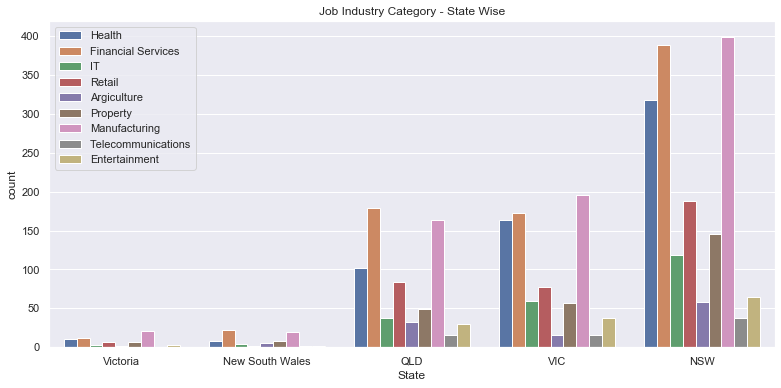 Job Industry Category - State Wise
Health
Financial Services
IT
Retail
Argiculture
Property
Manufacturing
Telecommunications
Entertainment
count
400
350
300
250
200
150
100
50
0
Victoria New South Wales QLD VIC NSW
State